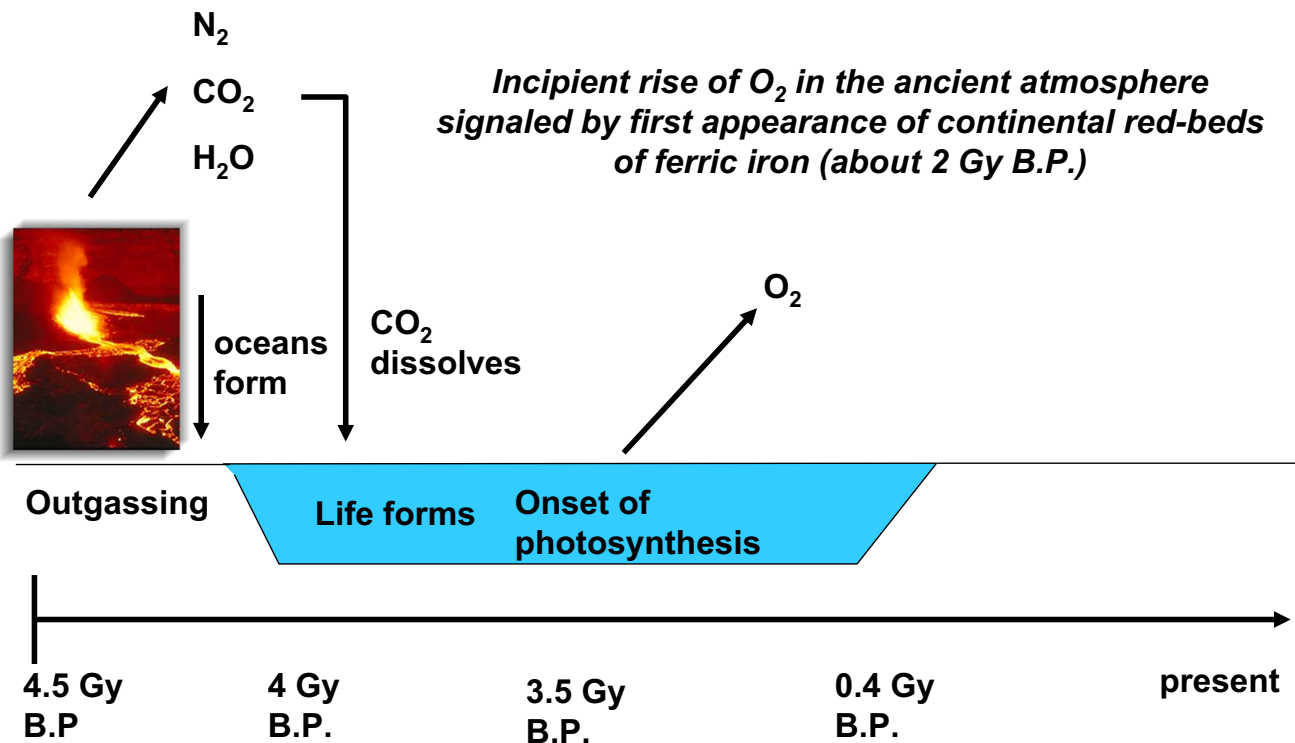 N₂
CO₂
H₂O
Incipient rise of O₂ in the ancient atmosphere
signaled by first appearance of continental red-beds
of ferric iron (about 2 Gy B.P.)
O₂
oceans
form
CO₂
dissolves
Outgassing
Life forms
Onset of
photosynthesis
4.5 Gy
B.P
4 Gy
B.P.
3.5 Gy
B.P.
0.4 Gy
B.P.
present